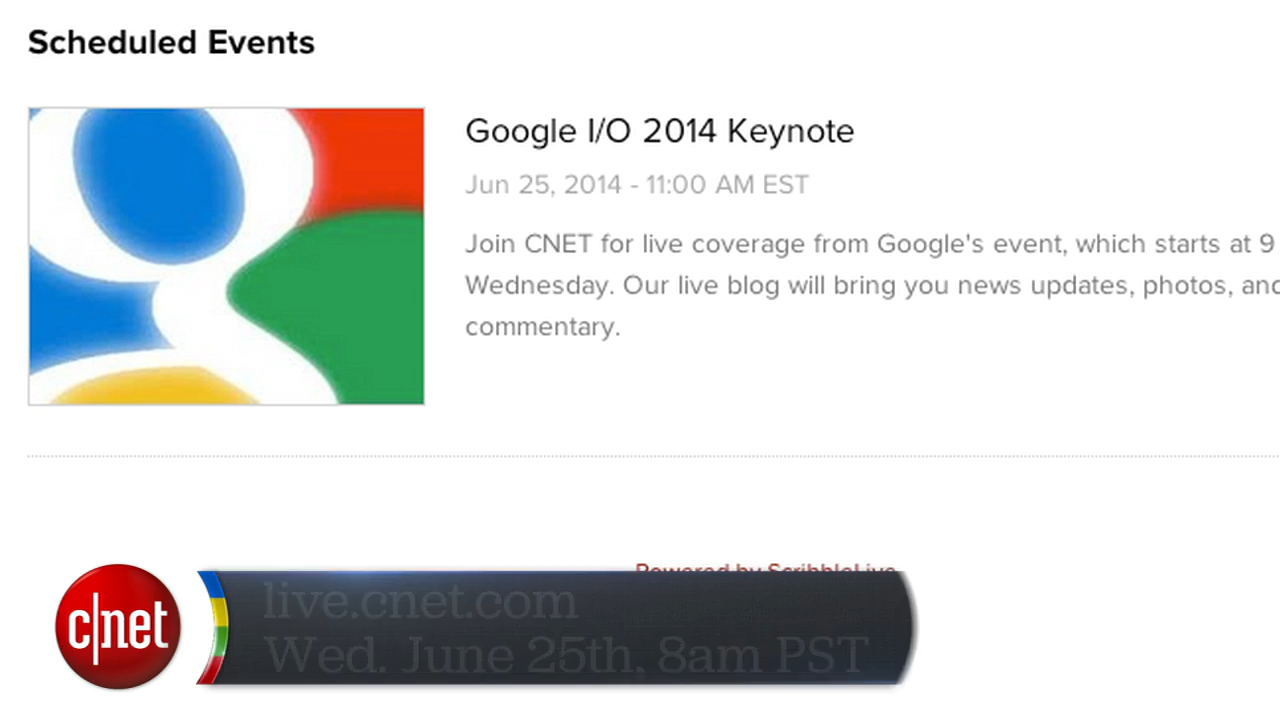 Scheduled Events
Google I/O 2014 Keynote
Jun 25, 2014 - 11:00 AM EST
Join CNET for live coverage from Google's event, which starts at 9
Wednesday. Our live blog will bring you news updates, photos, and
commentary.
Powered by ScribbleLive
c|net
live.cnet.com
Wed. June 25th, 8am PST